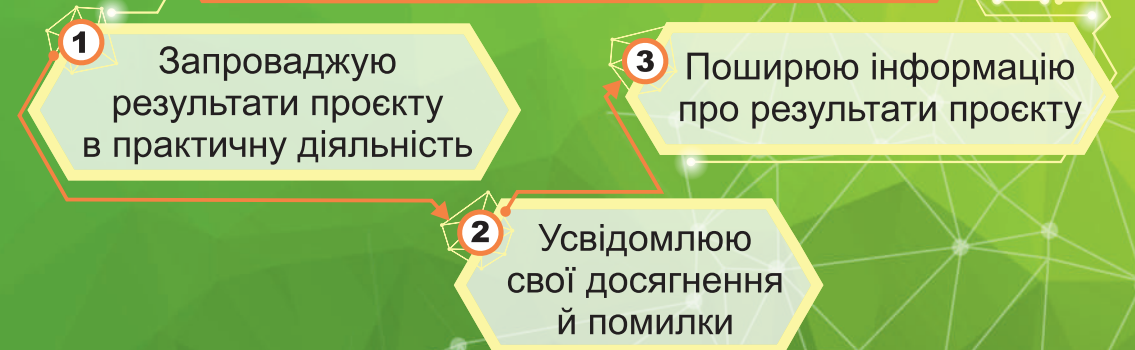 1
Запроваджую
результати проєкту
в практичну діяльність
2
Усвідомлюю
свої досягнення
й помилки
3
Поширюю інформацію
про результати проєкту